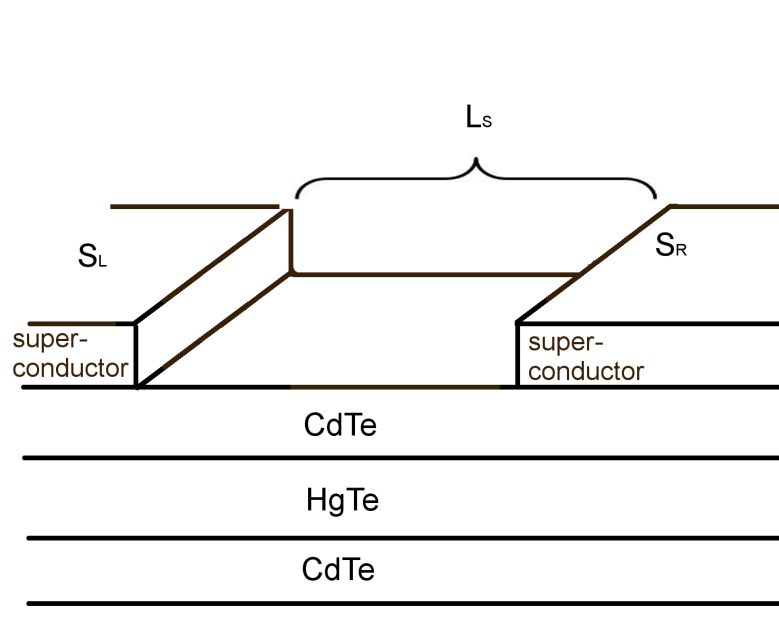 LS
SL
SR
super-
conductor
super-
conductor
CdTe
HgTe
CdTe